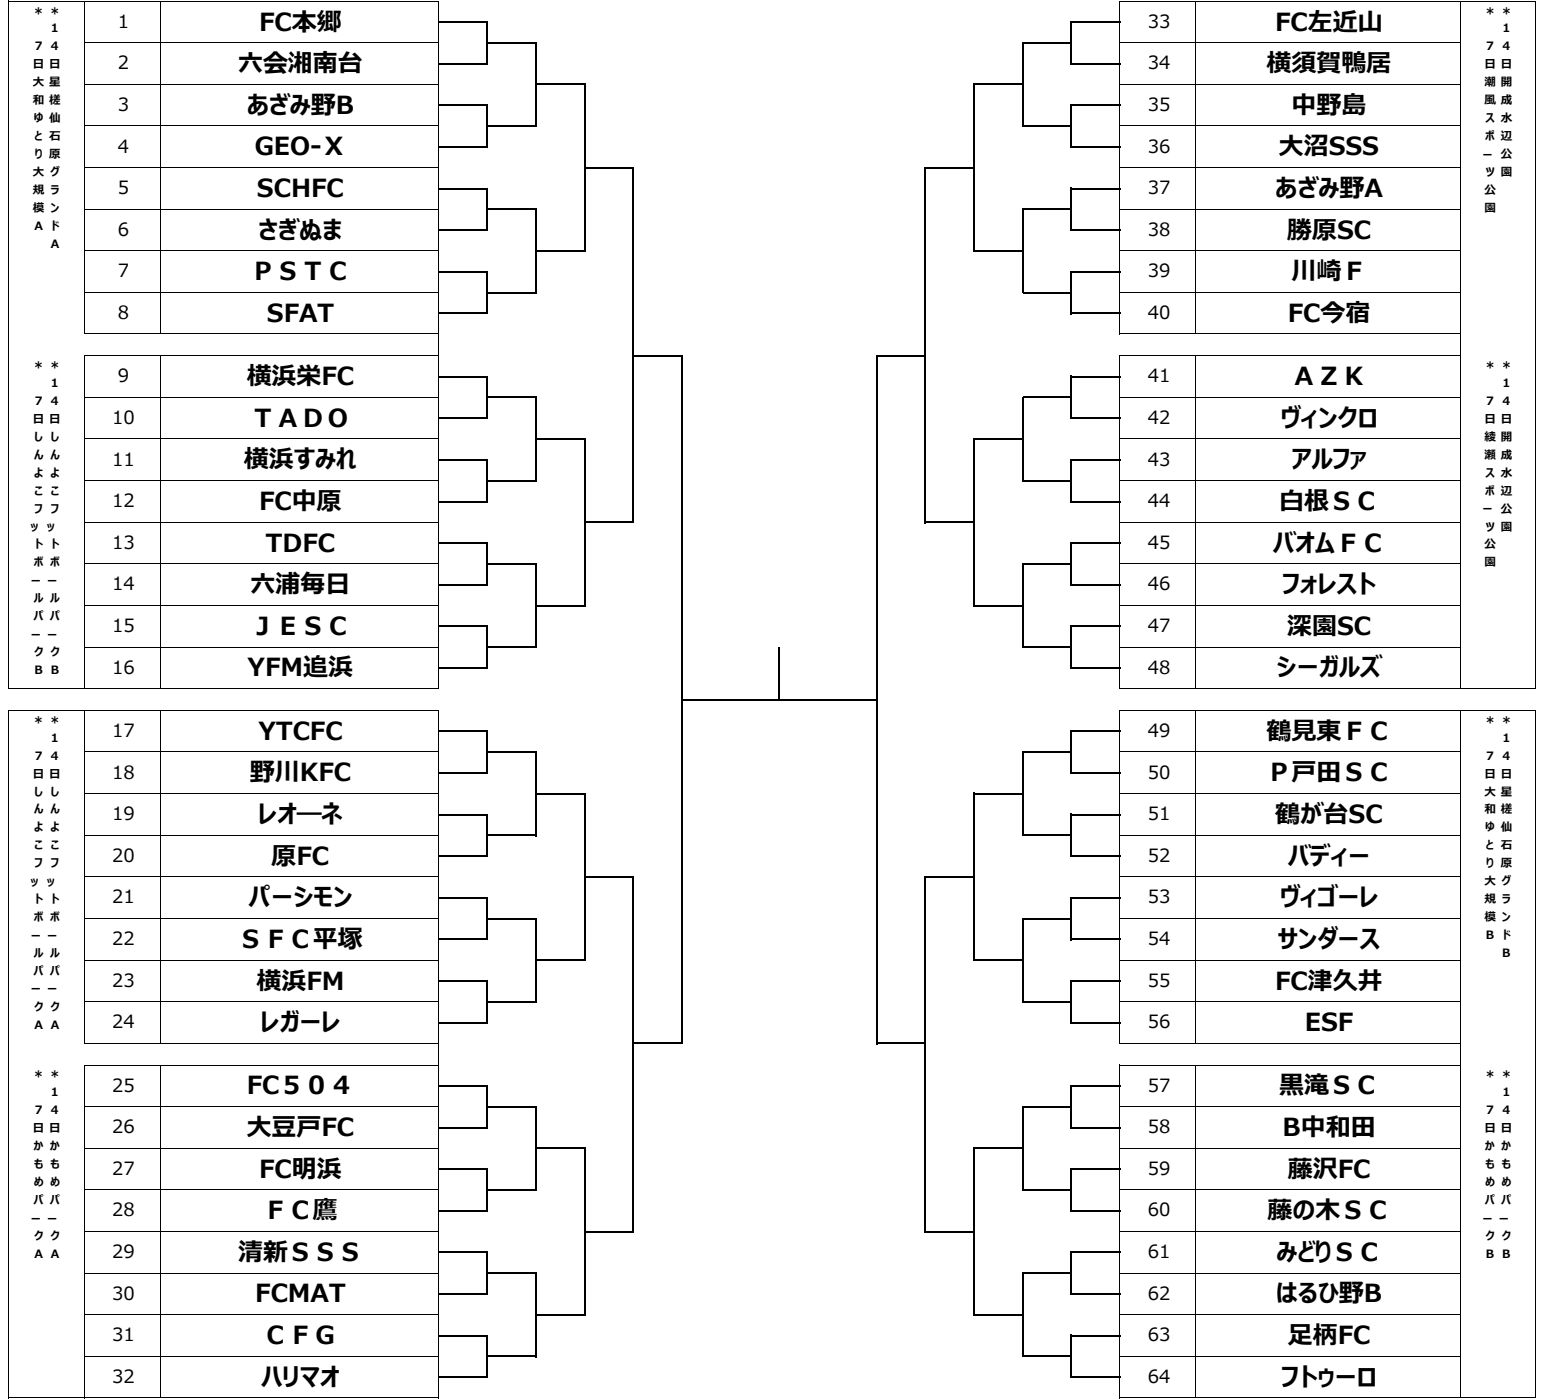 *14日星槎仙石原グランドA
*7日大和ゆとり大規模A
1 FC本郷
2 六会湘南台
3 あざみ野B
4 GEO-X
5 SCHFC
6 さぎぬま
7 ＰＳＴＣ
8 SFAT
*14日しんよこフットボールパークB
*7日しんよこフットボールパークB
9 横浜栄FC
10 ＴＡＤＯ
11 横浜すみれ
12 FC中原
13 TDFC
14 六浦毎日
15 ＪＥＳＣ
16 YFM追浜
*14日しんよこフットボールパークA
*7日しんよこフットボールパークA
17 YTCFC
18 野川KFC
19 レオ―ネ
20 原FC
21 パーシモン
22 ＳＦＣ平塚
23 横浜FM
24 レガーレ
*14日かもめパークA
*7日かもめパークA
25 FC５０４
26 大豆戸FC
27 FC明浜
28 ＦＣ鷹
29 清新ＳＳＳ
30 FCMAT
31 ＣＦＧ
32 ハリマオ
33 FC左近山
34 横須賀鴨居
35 中野島
36 大沼SSS
37 あざみ野A
38 勝原SC
39 川崎Ｆ
40 FC今宿
*14日開成水辺公園
*7日潮風スポーツ公園
41 ＡＺＫ
42 ヴィンクロ
43 アルファ
44 白根ＳＣ
45 バオムＦＣ
46 フォレスト
47 深園SC
48 シーガルズ
*14日開成水辺公園
*7日綾瀬スポーツ公園
49 鶴見東ＦＣ
50 Ｐ戸田ＳＣ
51 鶴が台SC
52 バディー
53 ヴィゴーレ
54 サンダース
55 FC津久井
56 ESF
*14日星槎仙石原グランドB
*7日大和ゆとり大規模B
57 黒滝ＳＣ
58 B中和田
59 藤沢FC
60 藤の木ＳＣ
61 みどりＳＣ
62 はるひ野B
63 足柄FC
64 フトゥーロ
*14日かもめパークB
*7日かもめパークB